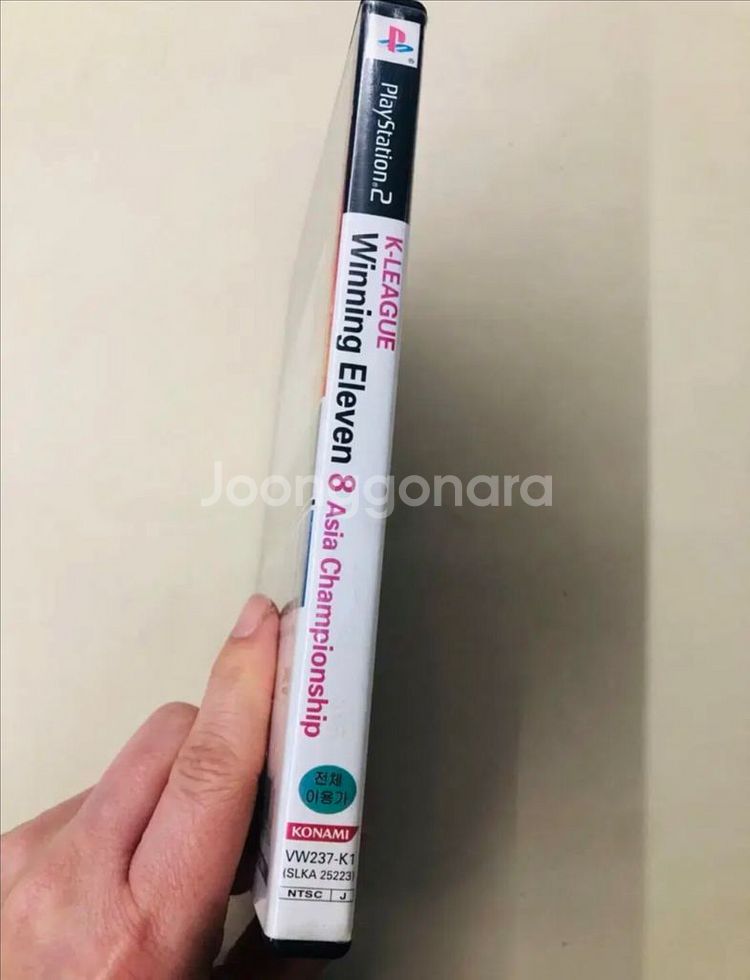 PlayStation®2
K-LEAGUE
Winning Eleven 8 Asia Championship
전체
이용가
KONAMI
VW237-K1
(SLKA 25223)
NTSC J
Joonggonara